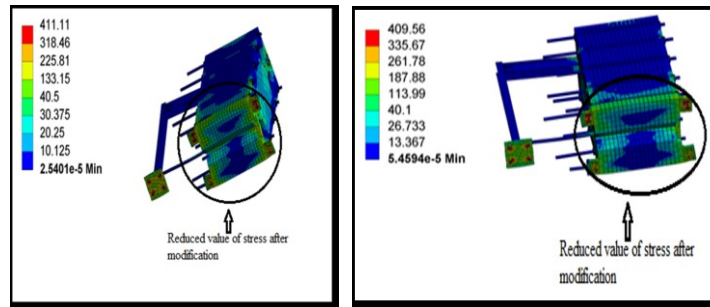 411.11
318.46
225.81
133.15
40.5
30.375
20.25
10.125
2.5401e-5 Min
Reduced value of stress after
modification
409.56
335.67
261.78
187.88
113.99
40.1
26.733
13.367
5.4594e-5 Min
Reduced value of stress after
modification